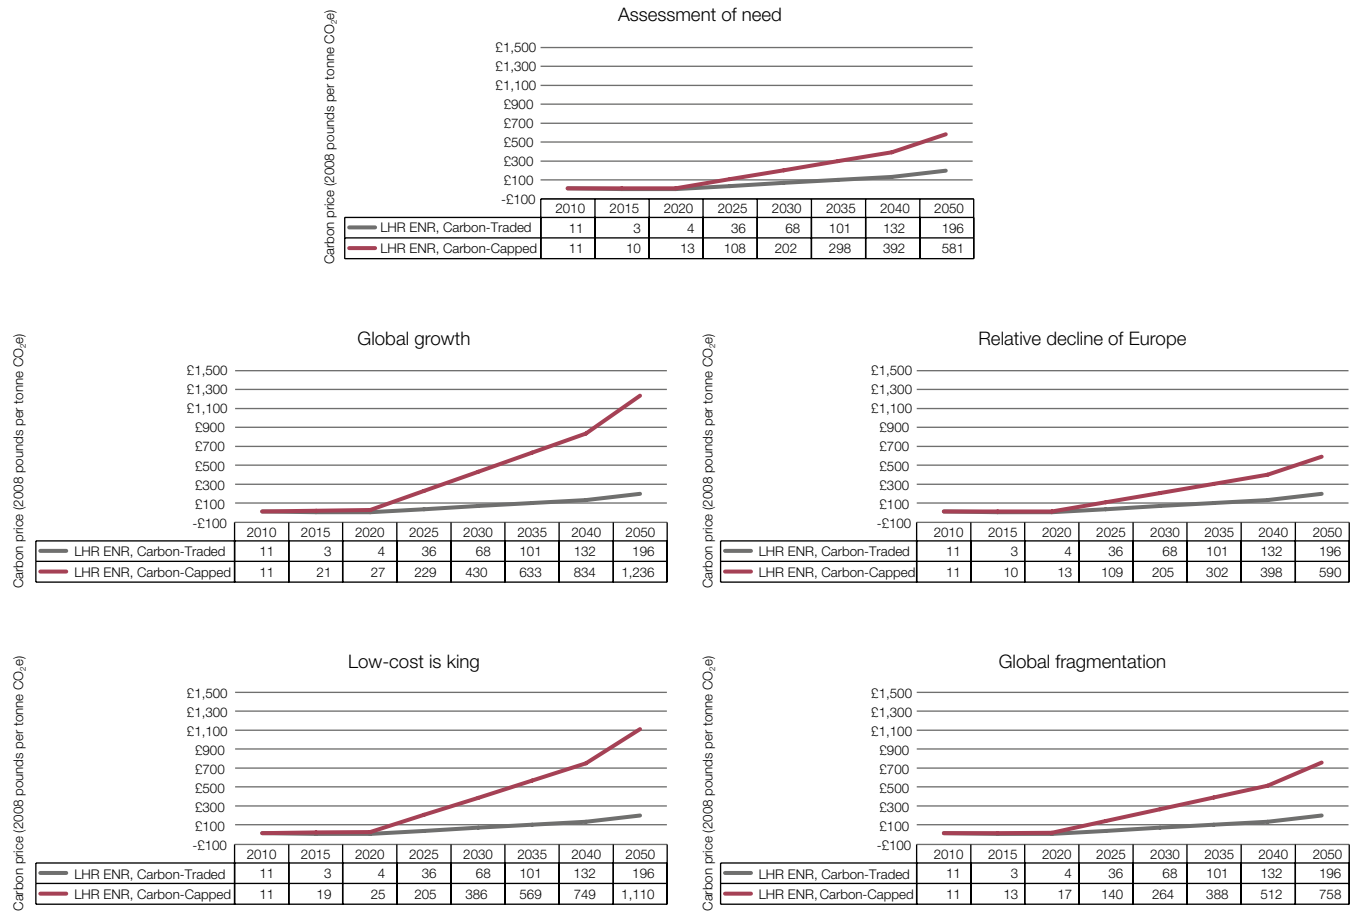 Assessment of need
Carbon price (2008 pounds per tonne CO₂e)
£1,500
£1,300
£1,100
£900
£700
£500
£300
£100
-£100
2010 2015 2020 2025 2030 2035 2040 2050
LHR ENR, Carbon-Traded 11 3 4 36 68 101 132 196
LHR ENR, Carbon-Capped 11 10 13 108 202 298 392 581
Global growth
Carbon price (2008 pounds per tonne CO₂e)
£1,500
£1,300
£1,100
£900
£700
£500
£300
£100
-£100
2010 2015 2020 2025 2030 2035 2040 2050
LHR ENR, Carbon-Traded 11 3 4 36 68 101 132 196
LHR ENR, Carbon-Capped 11 21 27 229 430 633 834 1,236
Relative decline of Europe
Carbon price (2008 pounds per tonne CO₂e)
£1,500
£1,300
£1,100
£900
£700
£500
£300
£100
-£100
2010 2015 2020 2025 2030 2035 2040 2050
LHR ENR, Carbon-Traded 11 3 4 36 68 101 132 196
LHR ENR, Carbon-Capped 11 10 13 109 205 302 398 590
Low-cost is king
Carbon price (2008 pounds per tonne CO₂e)
£1,500
£1,300
£1,100
£900
£700
£500
£300
£100
-£100
2010 2015 2020 2025 2030 2035 2040 2050
LHR ENR, Carbon-Traded 11 3 4 36 68 101 132 196
LHR ENR, Carbon-Capped 11 19 25 205 386 569 749 1,110
Global fragmentation
Carbon price (2008 pounds per tonne CO₂e)
£1,500
£1,300
£1,100
£900
£700
£500
£300
£100
-£100
2010 2015 2020 2025 2030 2035 2040 2050
LHR ENR, Carbon-Traded 11 3 4 36 68 101 132 196
LHR ENR, Carbon-Capped 11 13 17 140 264 388 512 758